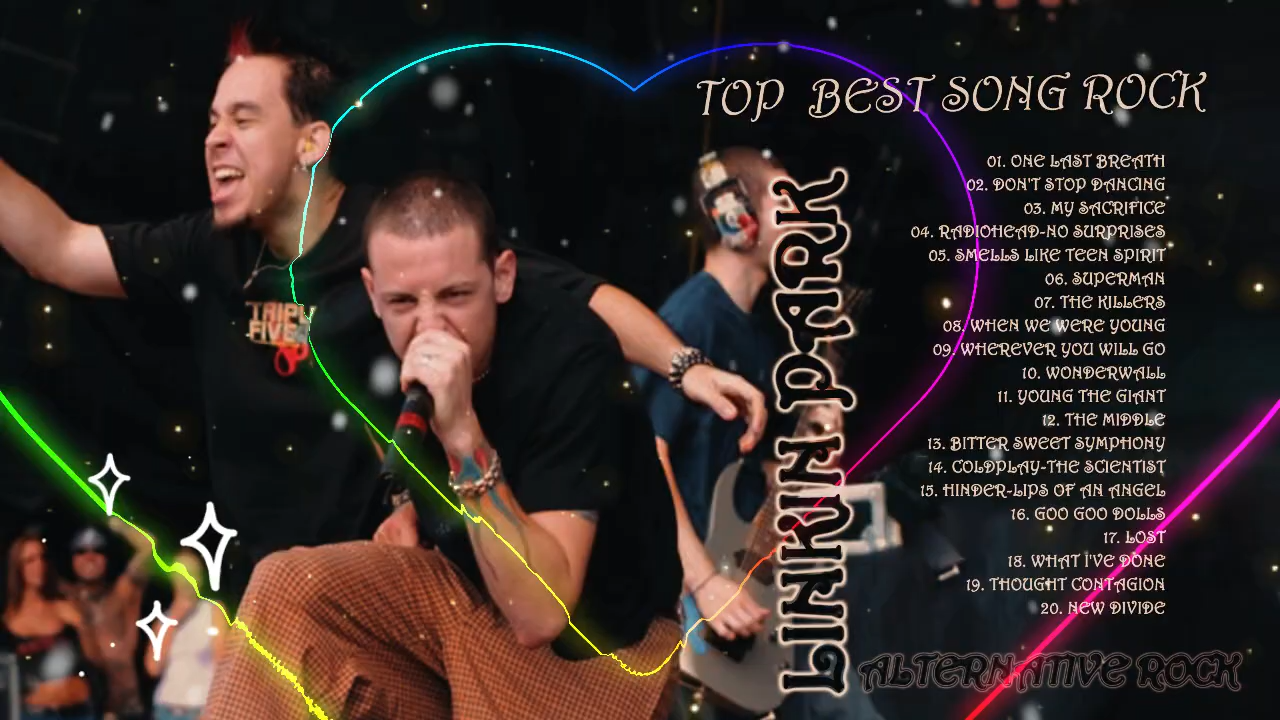 TOP BEST SONG ROCK
01. ONE LAST BREATH
02. DON'T STOP DANCING
03. MY SACRIFICE
04. RADIOHEAD-NO SURPRISES
05. SMELLS LIKE TEEN SPIRIT
06. SUPERMAN
07. THE KILLERS
08. WHEN WE WERE YOUNG
09. WHEREVER YOU WILL GO
10. WONDERWALL
11. YOUNG THE GIANT
12. THE MIDDLE
13. BITTER SWEET SYMPHONY
14. COLDPLAY-THE SCIENTIST
15. HINDER-LIPS OF AN ANGEL
16. GOO GOO DOLLS
17. LOST
18. WHAT I'VE DONE
19. THOUGHT CONTAGION
20. NEW DIVIDE
LINKIN PARK
ALTERNATIVE ROCK
TRIPLE
FIVE